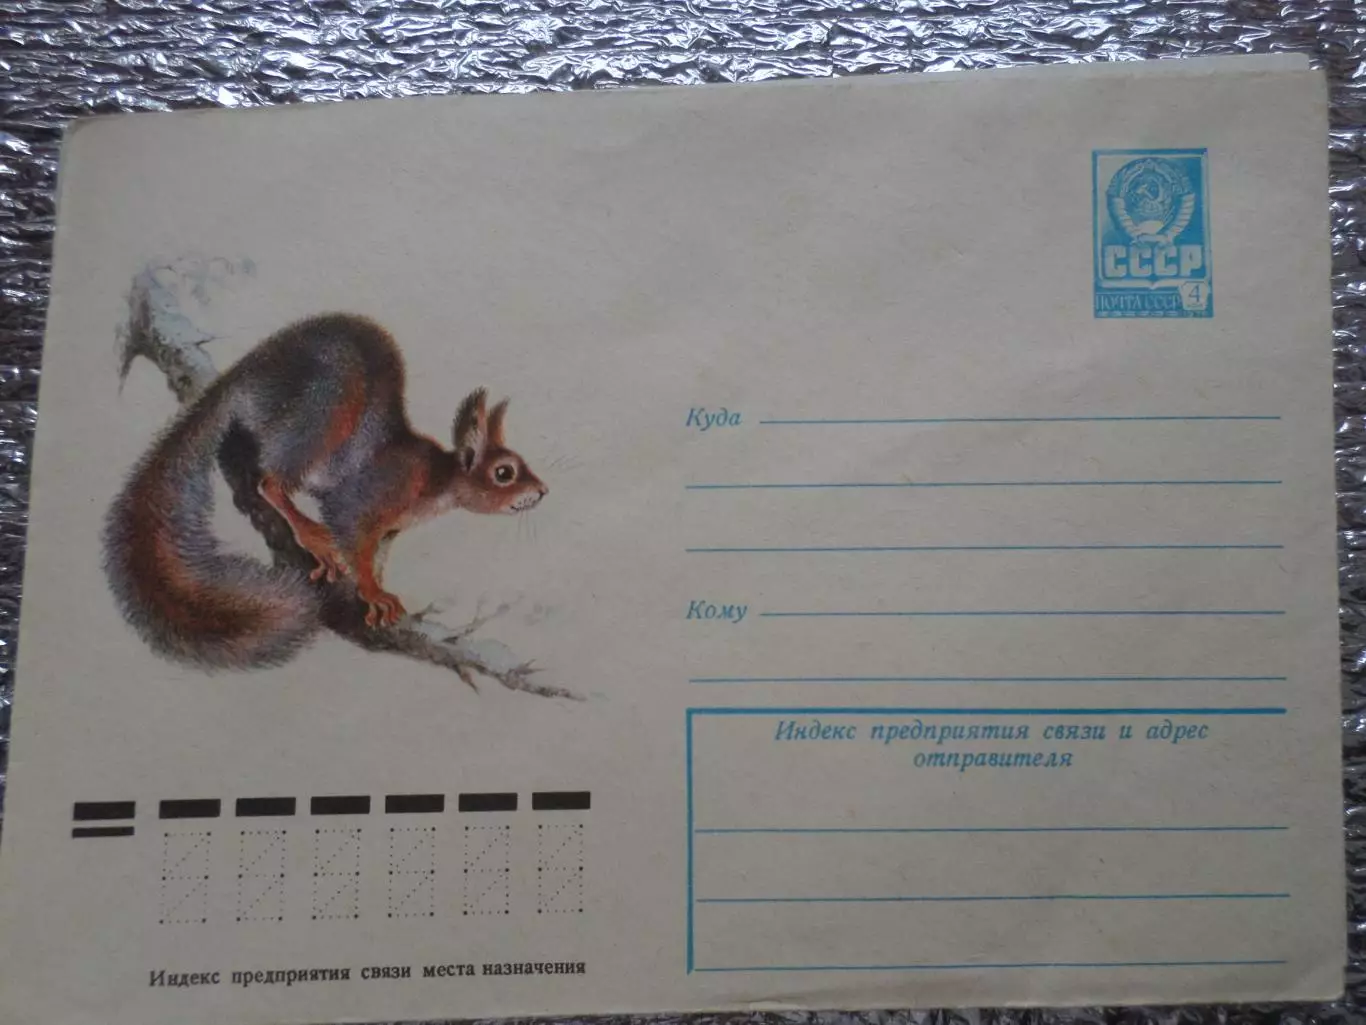 СССР
ПОЧТА СССР 4
Куда
Кому
Индекс предприятия связи и адрес
отправителя
Индекс предприятия связи места назначения